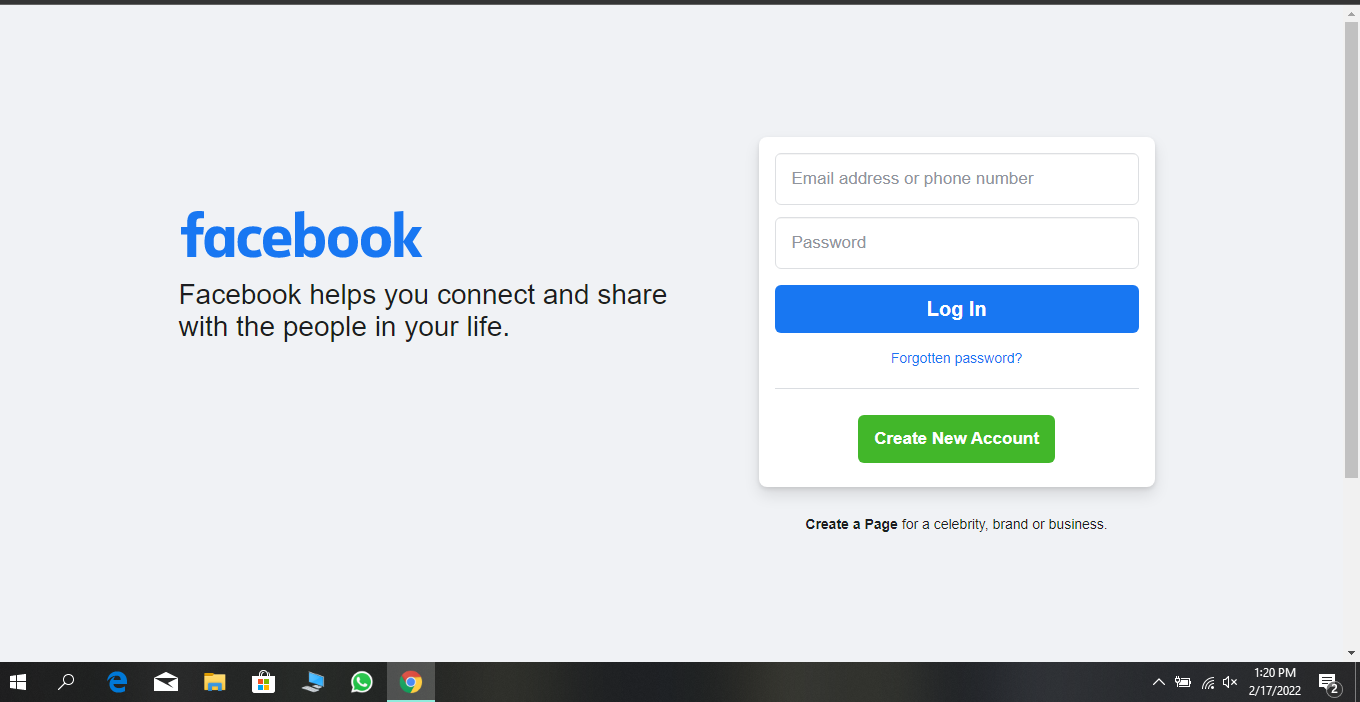 facebook
Facebook helps you connect and share
with the people in your life.
Email address or phone number
Password
Log In
Forgotten password?
Create New Account
Create a Page for a celebrity, brand or business.
1:20 PM
2/17/2022
2